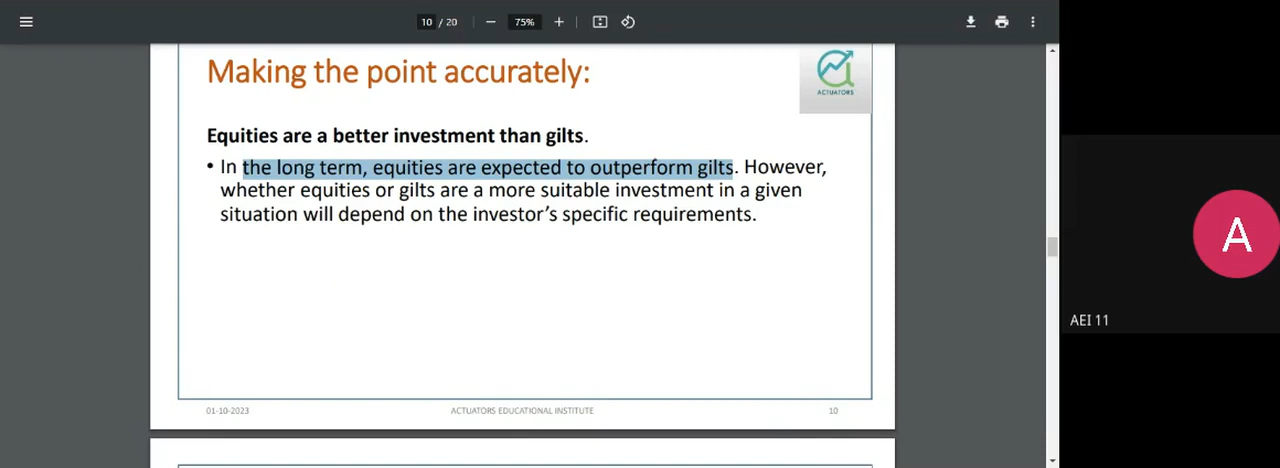 10 / 20
75%
Making the point accurately:
ACTUATORS
Equities are a better investment than gilts.
• In the long term, equities are expected to outperform gilts. However,
whether equities or gilts are a more suitable investment in a given
situation will depend on the investor's specific requirements.
A
AEI 11
01-10-2023
ACTUATORS EDUCATIONAL INSTITUTE
10